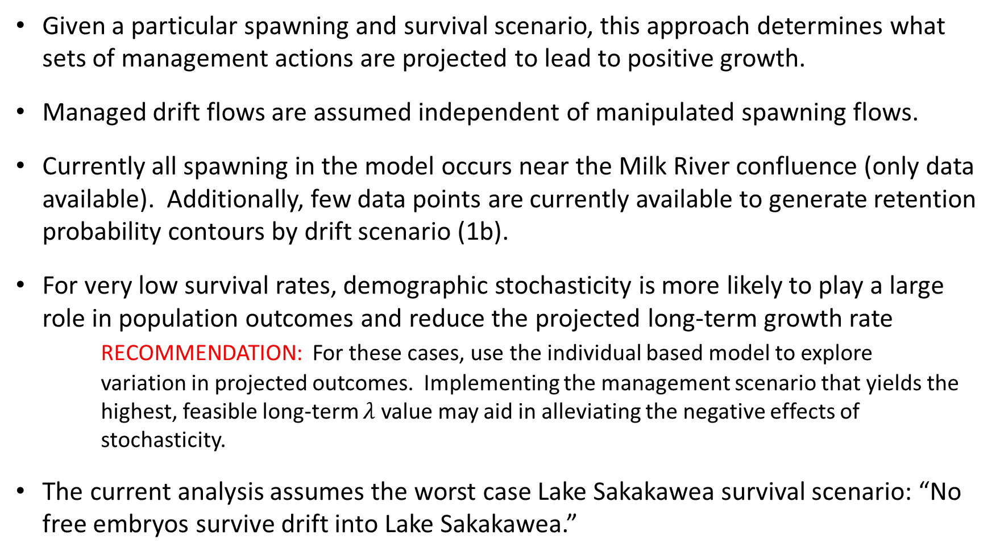 • Given a particular spawning and survival scenario, this approach determines what
sets of management actions are projected to lead to positive growth.
• Managed drift flows are assumed independent of manipulated spawning flows.
• Currently all spawning in the model occurs near the Milk River confluence (only data
available).  Additionally, few data points are currently available to generate retention
probability contours by drift scenario (1b).
• For very low survival rates, demographic stochasticity is more likely to play a large
role in population outcomes and reduce the projected long-term growth rate
RECOMMENDATION:  For these cases, use the individual based model to explore
variation in projected outcomes.  Implementing the management scenario that yields the
highest, feasible long-term λ value may aid in alleviating the negative effects of
stochasticity.
• The current analysis assumes the worst case Lake Sakakawea survival scenario: “No
free embryos survive drift into Lake Sakakawea.”